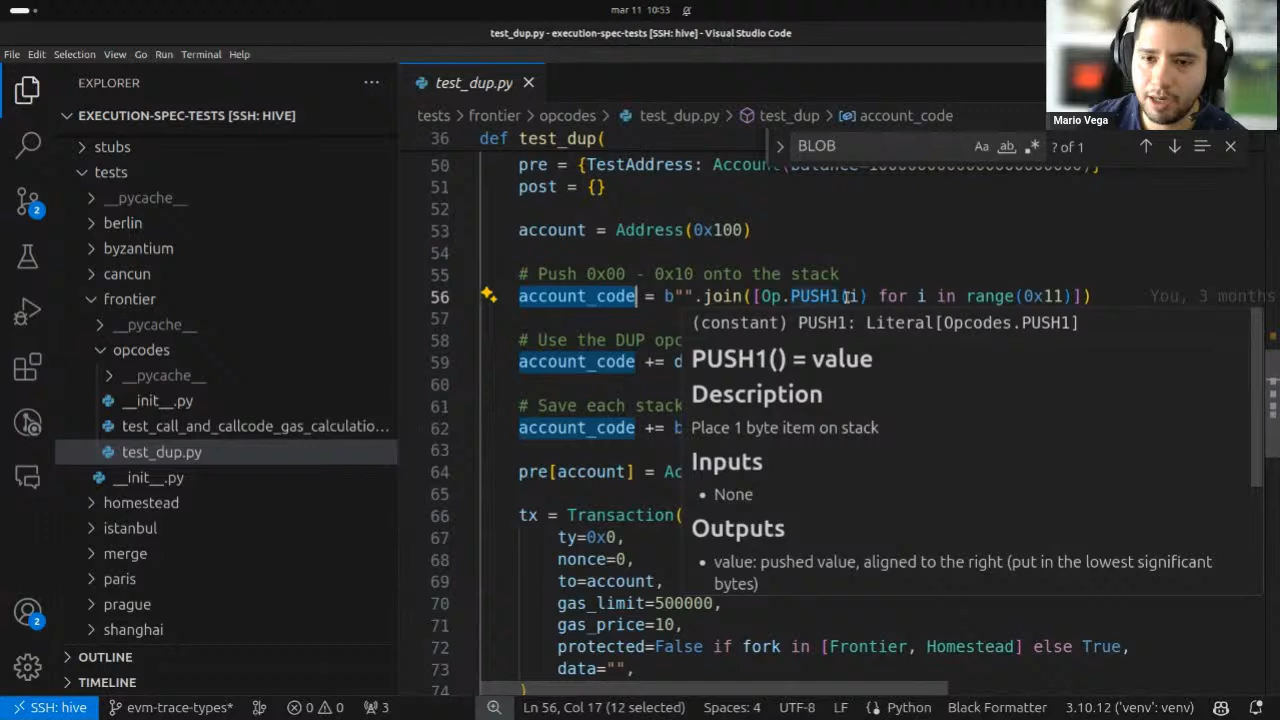 mar 11 10:53
test_dup.py - execution-spec-tests [SSH: hive] - Visual Studio Code
File Edit Selection View Go Run Terminal Help
Mario Vega
EXPLORER
EXECUTION-SPEC-TESTS [SSH: HIVE]
stubs
tests
__pycache__
berlin
byzantium
cancun
frontier
__pycache__
opcodes
__pycache__
__init__.py
test_call_and_callcode_gas_calculatio...
test_dup.py
__init__.py
homestead
istanbul
merge
paris
prague
shanghai
OUTLINE
TIMELINE
2
2
test_dup.py
tests > frontier > opcodes > test_dup.py > test_dup > account_code
BLOB
Aa ab .* ? of 1
36 def test_dup(
50 pre = {TestAddress: Account(balance=1000000000000000000000)}
51 post = {}
52
53 account = Address(0x100)
54
55 # Push 0x00 - 0x10 onto the stack
56 account_code = b"".join([Op.PUSH1(i) for i in range(0x11)]) You, 3 months
57
58 # Use the DUP opc
59 account_code += d
60
61 # Save each stack
62 account_code += b
63
64 pre[account] = Ac
65
66 tx = Transaction(
67 ty=0x0,
68 nonce=0,
69 to=account,
70 gas_limit=500000,
71 gas_price=10,
72 protected=False if fork in [Frontier, Homestead] else True,
73 data="",
74 )
(constant) PUSH1: Literal[Opcodes.PUSH1]
PUSH1() = value
Description
Place 1 byte item on stack
Inputs
• None
Outputs
• value: pushed value, aligned to the right (put in the lowest significant
bytes)
SSH: hive evm-trace-types* 0 0 3 Ln 56, Col 17 (12 selected) Spaces: 4 UTF-8 LF Python Black Formatter 3.10.12 ('venv': venv)